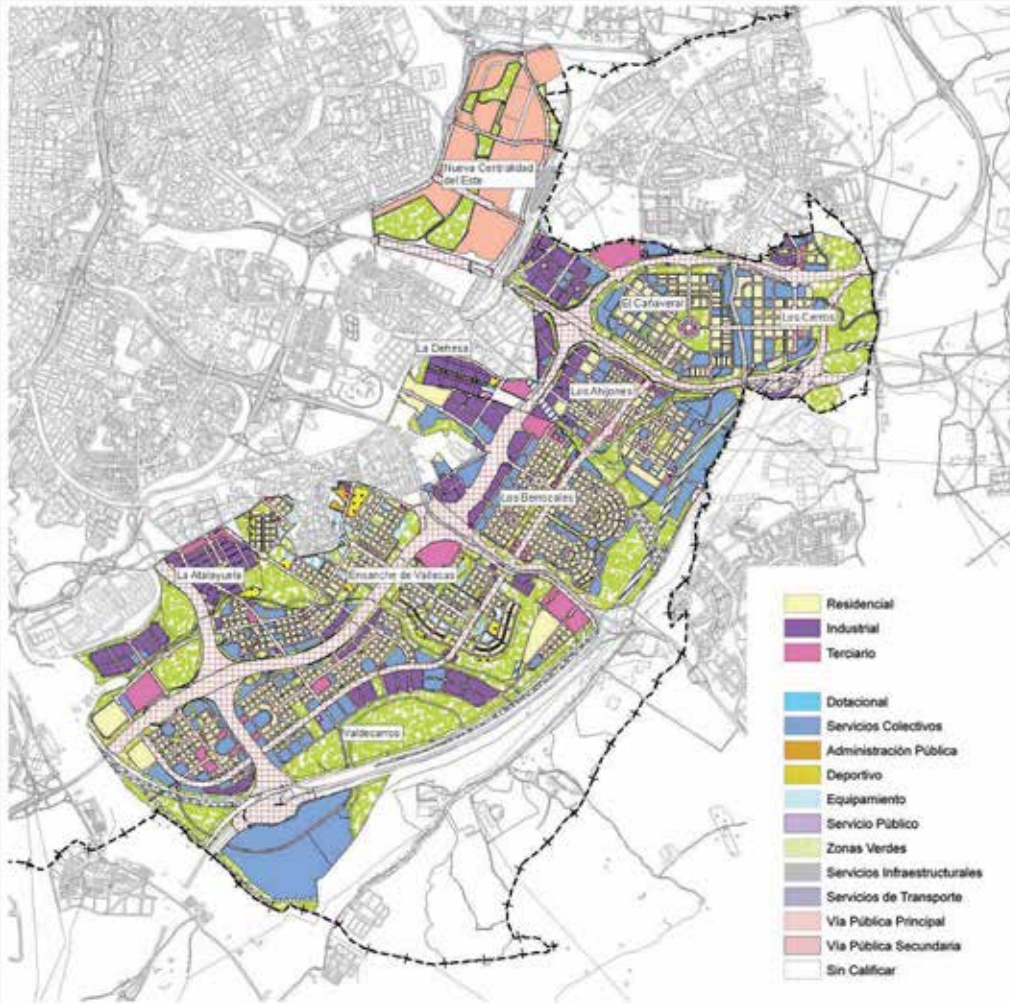 Nueva Centralidad
del Este
El Cañaveral
Los Cerros
La Dehesa
Los Ahijones
Los Berrocales
La Atalayuela
Ensanche de Vallecas
Valdecarros
Residencial
Industrial
Terciario
Dotacional
Servicios Colectivos
Administración Pública
Deportivo
Equipamiento
Servicio Público
Zonas Verdes
Servicios Infraestructurales
Servicios de Transporte
Vía Pública Principal
Vía Pública Secundaria
Sin Calificar